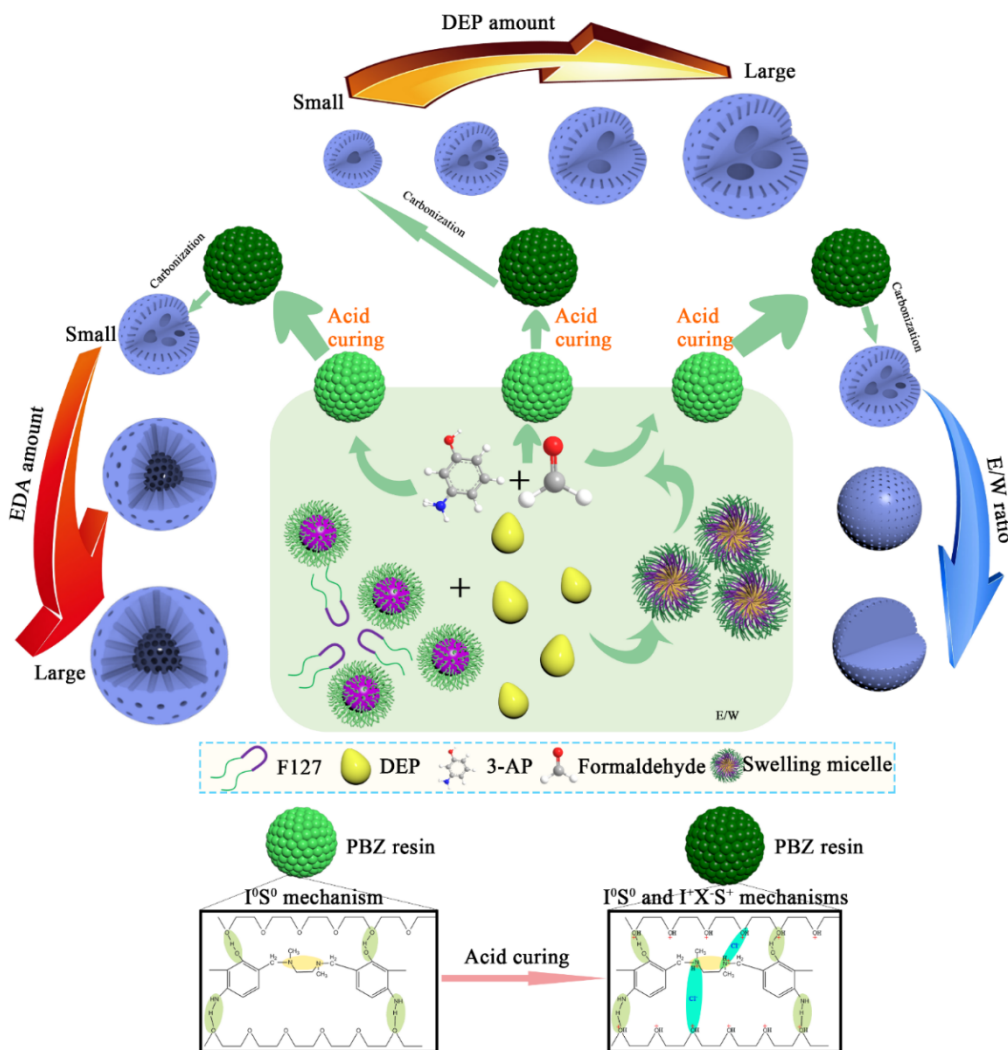 DEP amount
Small
Large
Carbonization
Carbonization
Carbonization
Acid
curing
Acid
curing
Acid
curing
Small
EDA amount
Large
E/W ratio
+
+
E/W
F127
DEP
3-AP
Formaldehyde
Swelling micelle
PBZ resin
PBZ resin
I⁰S⁰ mechanism
I⁰S⁰ and I⁺X⁻S⁺ mechanisms
Acid curing